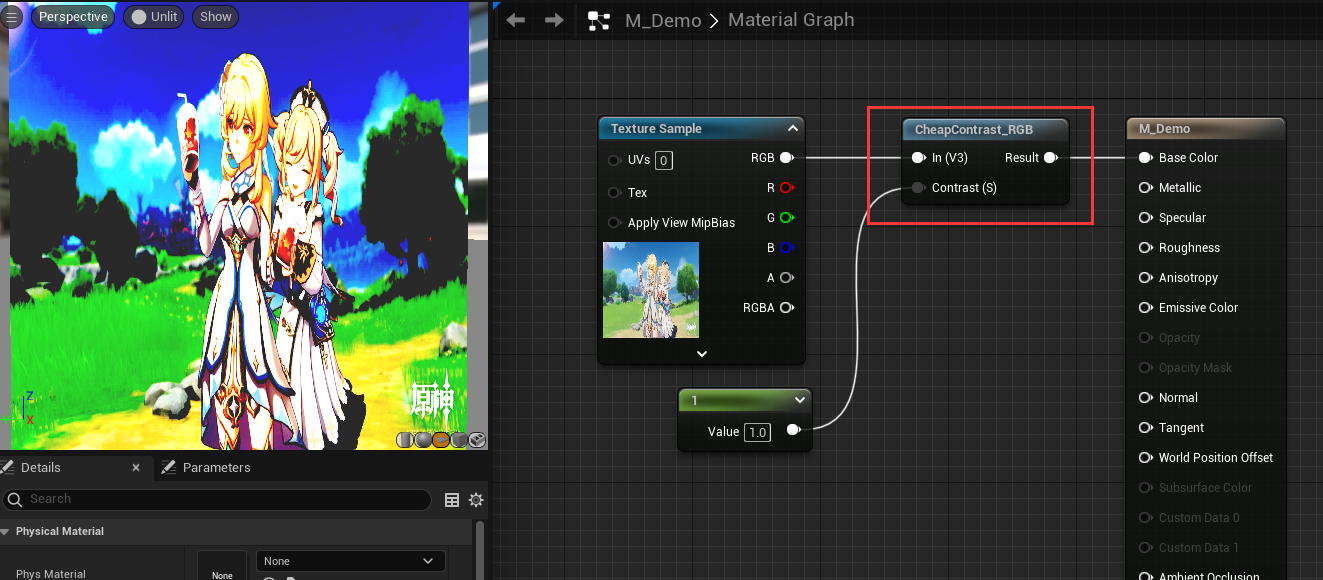 Perspective
Unlit
Show
原神
Details
Parameters
Search
Physical Material
Phys Material
None
None
M_Demo > Material Graph
Texture Sample
UVs 0
RGB
Tex
R
Apply View MipBias
G
B
A
RGBA
原神
1
Value 1.0
CheapContrast_RGB
In (V3)
Result
Contrast (S)
M_Demo
Base Color
Metallic
Specular
Roughness
Anisotropy
Emissive Color
Opacity
Opacity Mask
Normal
Tangent
World Position Offset
Subsurface Color
Custom Data 0
Custom Data 1
Ambient Occlusion
Z
X